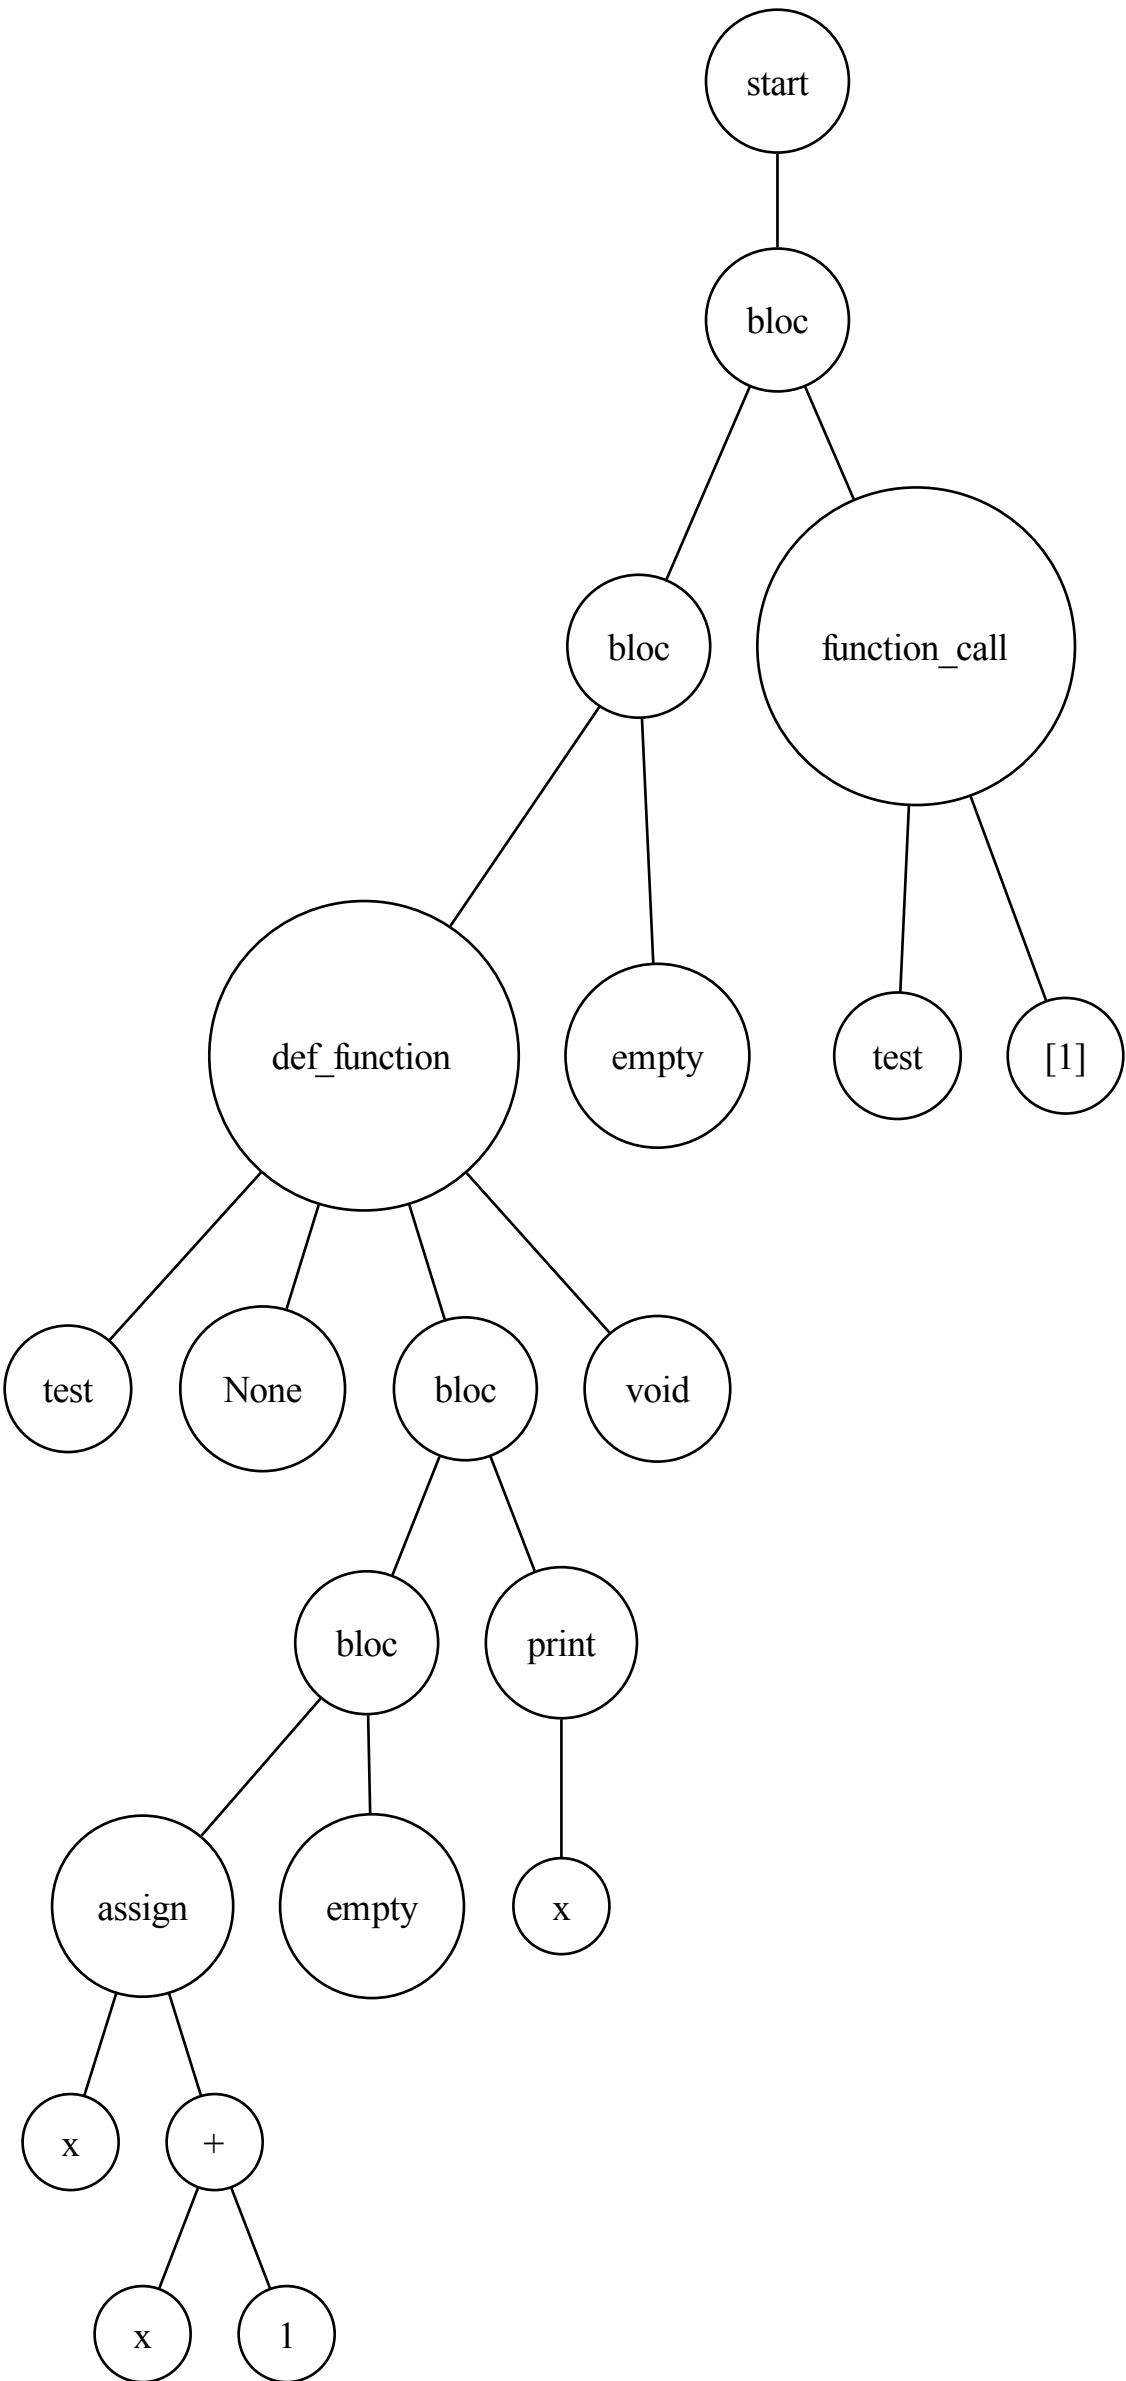 start
bloc
bloc
function_call
def_function
empty
test
[1]
test
None
bloc
void
bloc
print
assign
empty
x
x
+
x
1